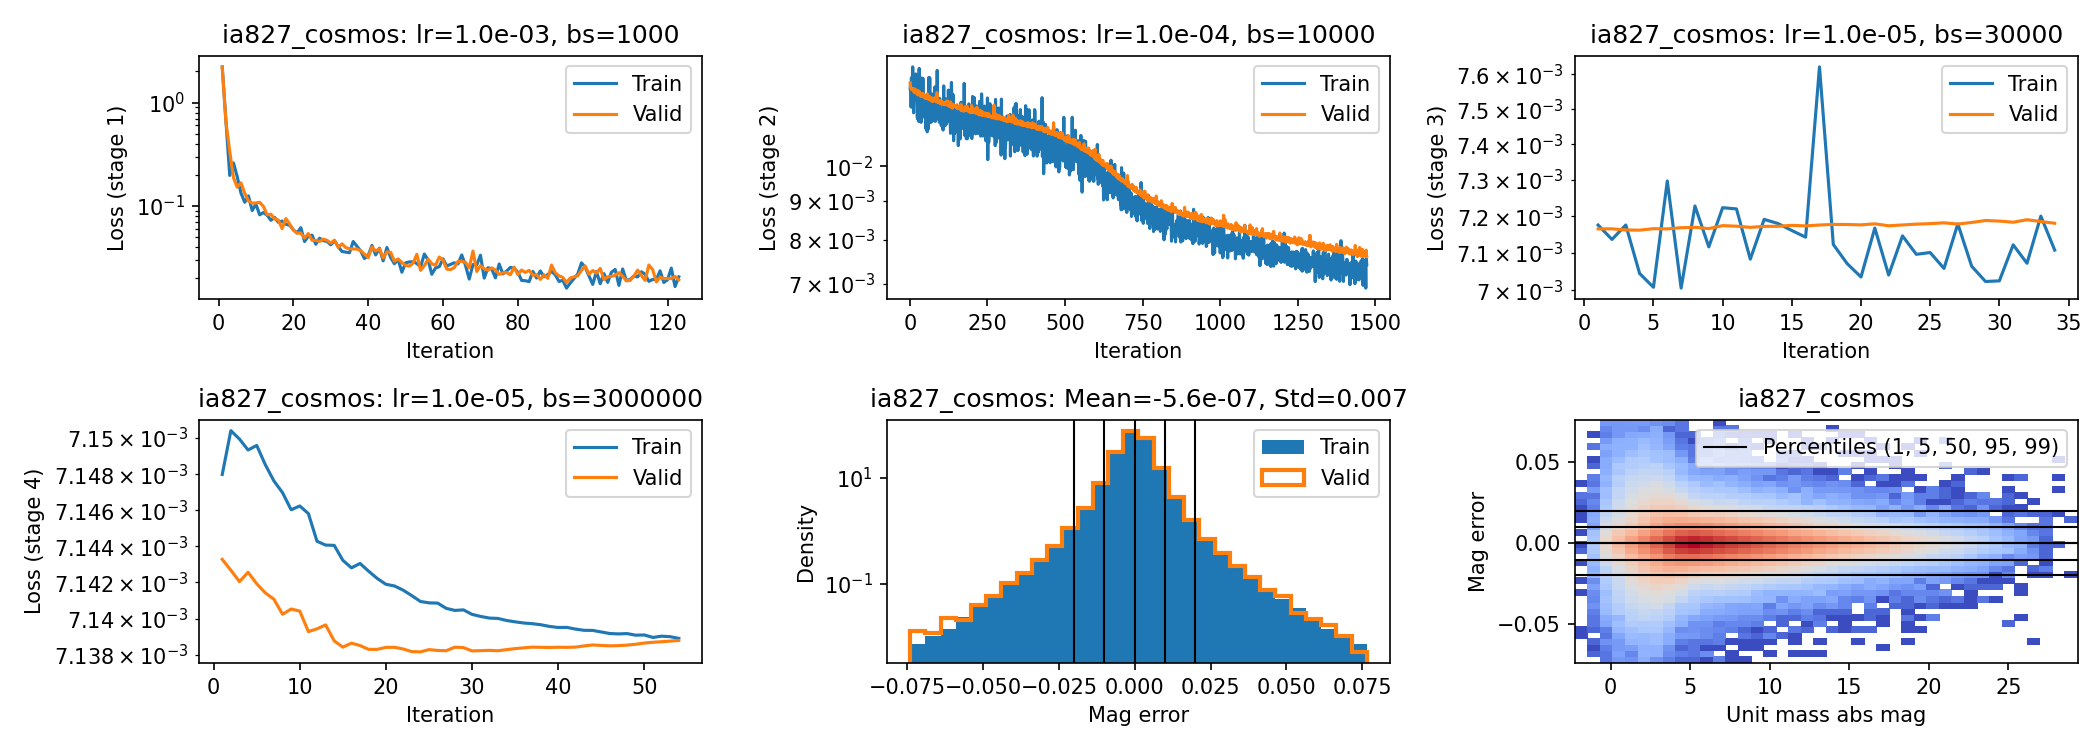 ia827_cosmos: lr=1.0e-03, bs=1000
Loss (stage 1)
10⁰
10⁻¹
Train
Valid
0 20 40 60 80 100 120
Iteration
ia827_cosmos: lr=1.0e-04, bs=10000
Loss (stage 2)
10⁻²
9 × 10⁻³
8 × 10⁻³
7 × 10⁻³
Train
Valid
0 250 500 750 1000 1250 1500
Iteration
ia827_cosmos: lr=1.0e-05, bs=30000
Loss (stage 3)
7.6 × 10⁻³
7.5 × 10⁻³
7.4 × 10⁻³
7.3 × 10⁻³
7.2 × 10⁻³
7.1 × 10⁻³
7 × 10⁻³
Train
Valid
0 5 10 15 20 25 30 35
Iteration
ia827_cosmos: lr=1.0e-05, bs=3000000
Loss (stage 4)
7.15 × 10⁻³
7.148 × 10⁻³
7.146 × 10⁻³
7.144 × 10⁻³
7.142 × 10⁻³
7.14 × 10⁻³
7.138 × 10⁻³
Train
Valid
0 10 20 30 40 50
Iteration
ia827_cosmos: Mean=-5.6e-07, Std=0.007
Density
10¹
10⁻¹
Train
Valid
−0.075 −0.050 −0.025 0.000 0.025 0.050 0.075
Mag error
ia827_cosmos
Mag error
0.05
0.00
−0.05
Percentiles (1, 5, 50, 95, 99)
0 5 10 15 20 25
Unit mass abs mag